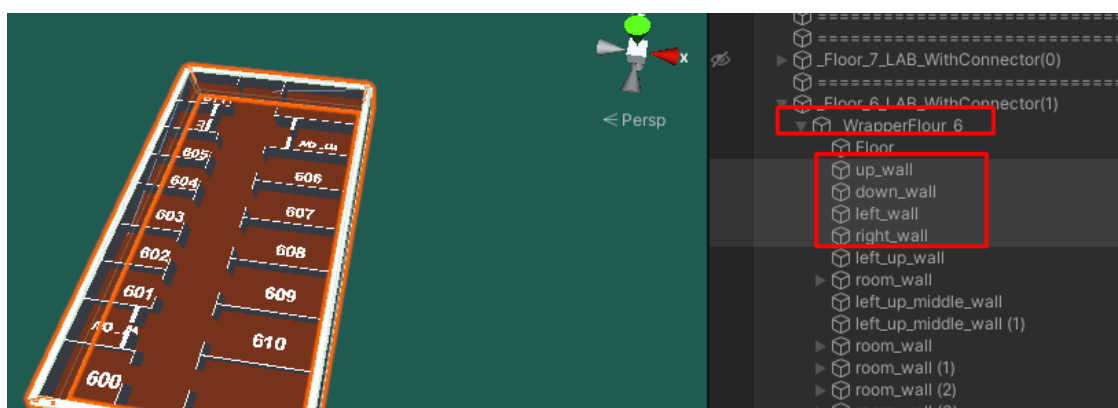 605
604
603
602
601
600
606
607
608
609
610
x
< Persp
================================
================================
_Floor_7_LAB_WithConnector(0)
================================
_Floor_6_LAB_WithConnector(1)
_WrapperFlour_6
Floor
up_wall
down_wall
left_wall
right_wall
left_up_wall
room_wall
left_up_middle_wall
left_up_middle_wall (1)
room_wall
room_wall (1)
room_wall (2)